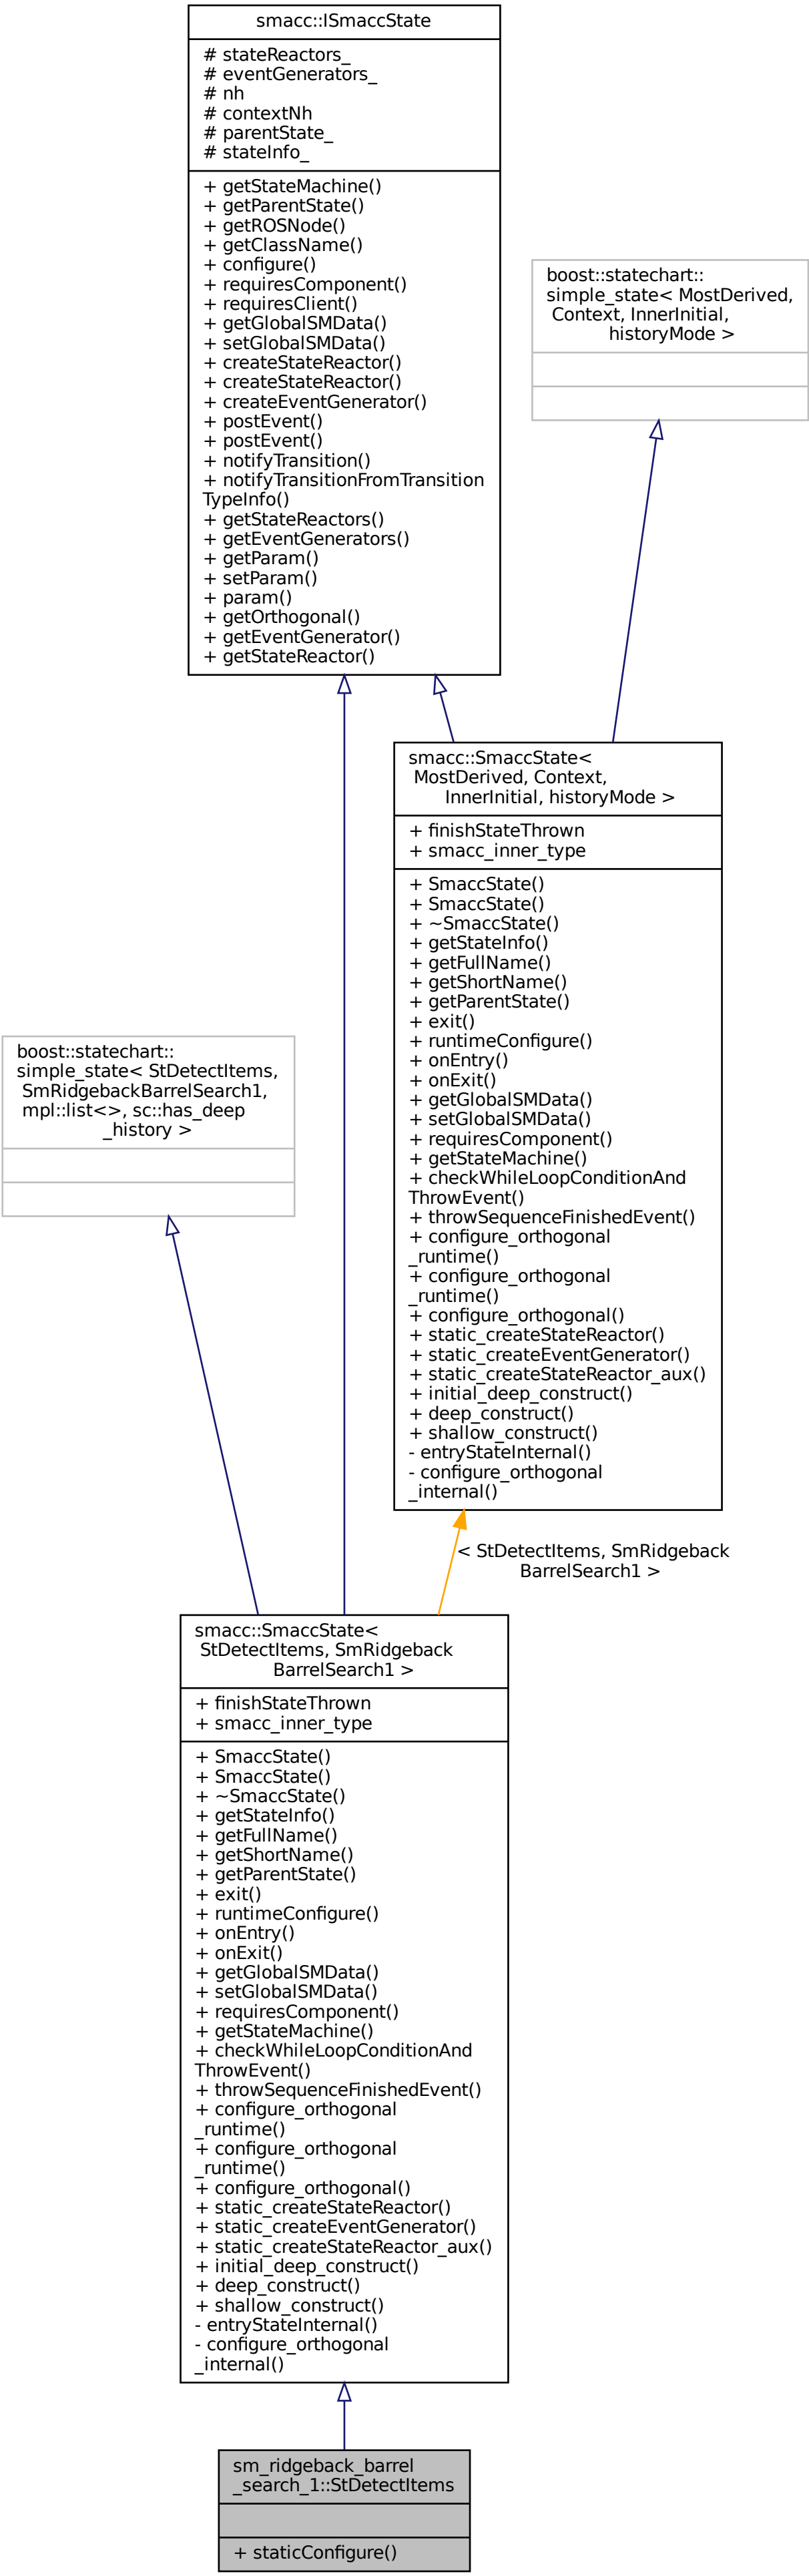 smacc::ISmaccState
# stateReactors_
# eventGenerators_
# nh
# contextNh
# parentState_
# stateInfo_
+ getStateMachine()
+ getParentState()
+ getROSNode()
+ getClassName()
+ configure()
+ requiresComponent()
+ requiresClient()
+ getGlobalSMData()
+ setGlobalSMData()
+ createStateReactor()
+ createStateReactor()
+ createEventGenerator()
+ postEvent()
+ postEvent()
+ notifyTransition()
+ notifyTransitionFromTransition
TypeInfo()
+ getStateReactors()
+ getEventGenerators()
+ getParam()
+ setParam()
+ param()
+ getOrthogonal()
+ getEventGenerator()
+ getStateReactor()
boost::statechart::
simple_state< MostDerived,
Context, InnerInitial,
historyMode >
smacc::SmaccState<
MostDerived, Context,
InnerInitial, historyMode >
+ finishStateThrown
+ smacc_inner_type
+ SmaccState()
+ SmaccState()
+ ~SmaccState()
+ getStateInfo()
+ getFullName()
+ getShortName()
+ getParentState()
+ exit()
+ runtimeConfigure()
+ onEntry()
+ onExit()
+ getGlobalSMData()
+ setGlobalSMData()
+ requiresComponent()
+ getStateMachine()
+ checkWhileLoopConditionAnd
ThrowEvent()
+ throwSequenceFinishedEvent()
+ configure_orthogonal
_runtime()
+ configure_orthogonal
_runtime()
+ configure_orthogonal()
+ static_createStateReactor()
+ static_createEventGenerator()
+ static_createStateReactor_aux()
+ initial_deep_construct()
+ deep_construct()
+ shallow_construct()
- entryStateInternal()
- configure_orthogonal
_internal()
boost::statechart::
simple_state< StDetectItems,
SmRidgebackBarrelSearch1,
mpl::list<>, sc::has_deep
_history >
< StDetectItems, SmRidgeback
BarrelSearch1 >
smacc::SmaccState<
StDetectItems, SmRidgeback
BarrelSearch1 >
+ finishStateThrown
+ smacc_inner_type
+ SmaccState()
+ SmaccState()
+ ~SmaccState()
+ getStateInfo()
+ getFullName()
+ getShortName()
+ getParentState()
+ exit()
+ runtimeConfigure()
+ onEntry()
+ onExit()
+ getGlobalSMData()
+ setGlobalSMData()
+ requiresComponent()
+ getStateMachine()
+ checkWhileLoopConditionAnd
ThrowEvent()
+ throwSequenceFinishedEvent()
+ configure_orthogonal
_runtime()
+ configure_orthogonal
_runtime()
+ configure_orthogonal()
+ static_createStateReactor()
+ static_createEventGenerator()
+ static_createStateReactor_aux()
+ initial_deep_construct()
+ deep_construct()
+ shallow_construct()
- entryStateInternal()
- configure_orthogonal
_internal()
sm_ridgeback_barrel
_search_1::StDetectItems
+ staticConfigure()